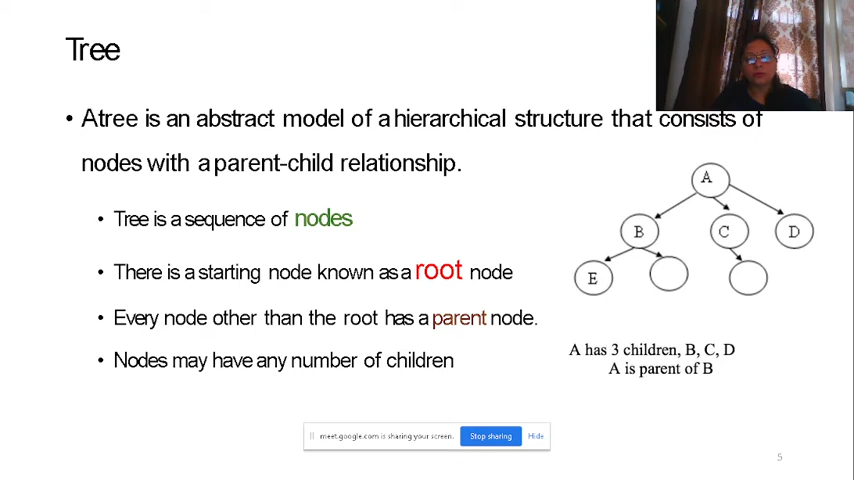 Tree
• A tree is an abstract model of a hierarchical structure that consists of
nodes with a parent-child relationship.
• Tree is a sequence of nodes
• There is a starting node known as a root node
• Every node other than the root has a parent node.
• Nodes may have any number of children
A
B
C
D
E
A has 3 children, B, C, D
A is parent of B
meet.google.com is sharing your screen.
Stop sharing
Hide
5